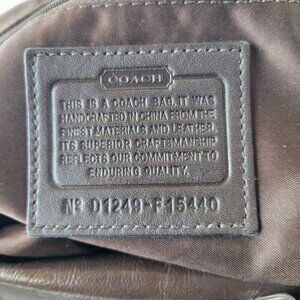 COACH
THIS IS A COACH BAG. IT WAS
HANDCRAFTED IN CHINA FROM THE
FINEST MATERIALS AND LEATHER.
ITS SUPERIOR CRAFTSMANSHIP
REFLECTS OUR COMMITMENT TO
ENDURING QUALITY.
Nº D1249-F15440